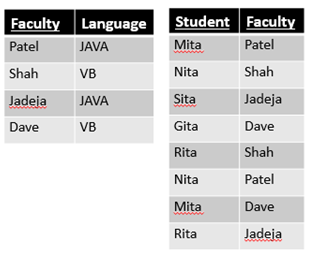 Faculty Language
Patel JAVA
Shah VB
Jadeja JAVA
Dave VB
Student Faculty
Mita Patel
Nita Shah
Sita Jadeja
Gita Dave
Rita Shah
Nita Patel
Mita Dave
Rita Jadeja